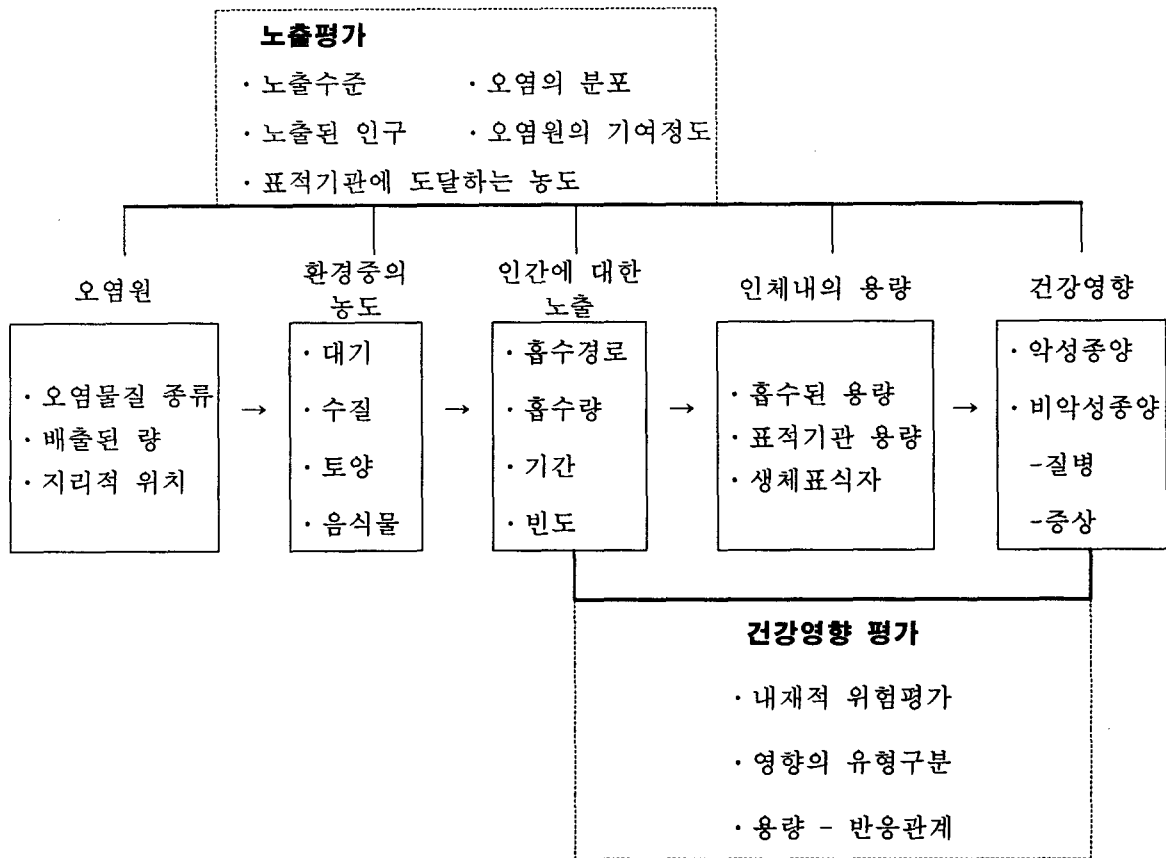 노출평가
· 노출수준 · 오염의 분포
· 노출된 인구 · 오염원의 기여정도
· 표적기관에 도달하는 농도
오염원
· 오염물질 종류
· 배출된 량
· 지리적 위치
→
환경중의
농도
· 대기
· 수질
· 토양
· 음식물
→
인간에 대한
노출
· 흡수경로
· 흡수량
· 기간
· 빈도
→
인체내의 용량
· 흡수된 용량
· 표적기관 용량
· 생체표식자
→
건강영향
· 악성종양
· 비악성종양
-질병
-증상
건강영향 평가
· 내재적 위험평가
· 영향의 유형구분
· 용량 - 반응관계